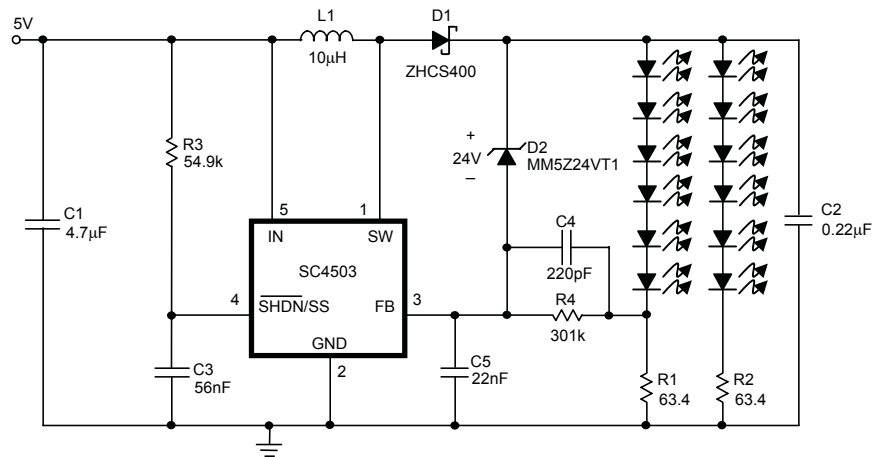 5V
L1
10µH
D1
ZHCS400
R3
54.9k
+
24V
–
D2
MM5Z24VT1
C1
4.7µF
5
IN
1
SW
SC4503
4
SHDN/SS
FB
3
GND
2
C4
220pF
R4
301k
C2
0.22µF
C3
56nF
C5
22nF
R1
63.4
R2
63.4